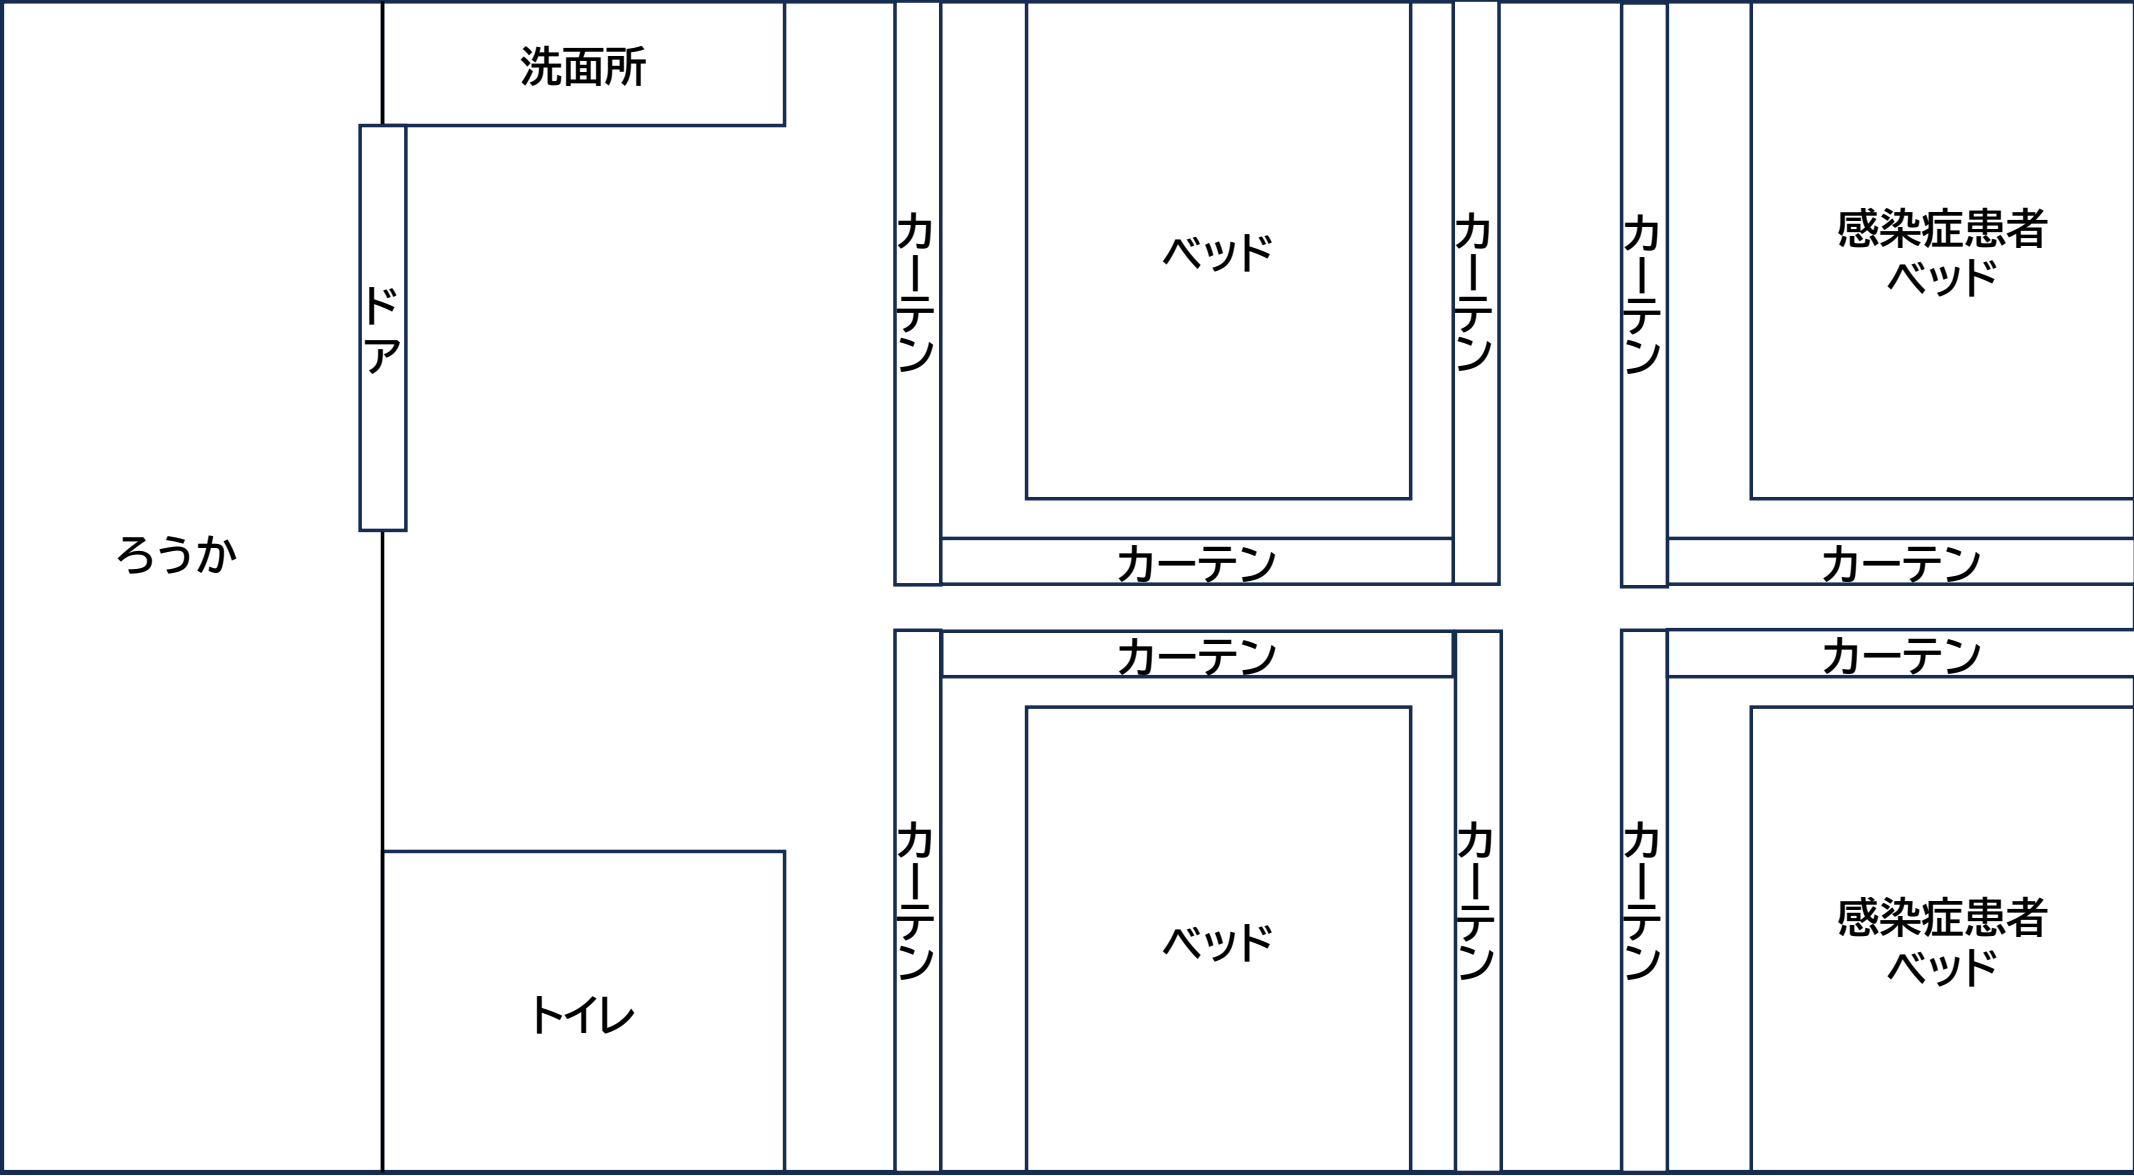 洗面所
ドア
ろうか
トイレ
カーテン
ベッド
カーテン
カーテン
カーテン
感染症患者
ベッド
カーテン
カーテン
カーテン
ベッド
カーテン
カーテン
カーテン
感染症患者
ベッド